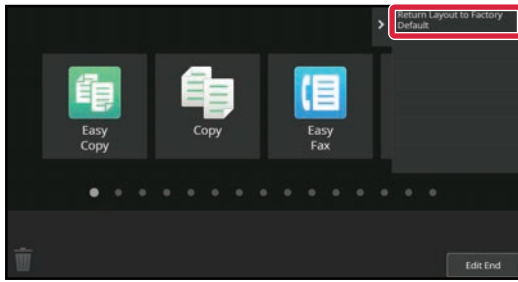 Return Layout to Factory
Default
Easy
Copy
Copy
Easy
Fax
Edit End